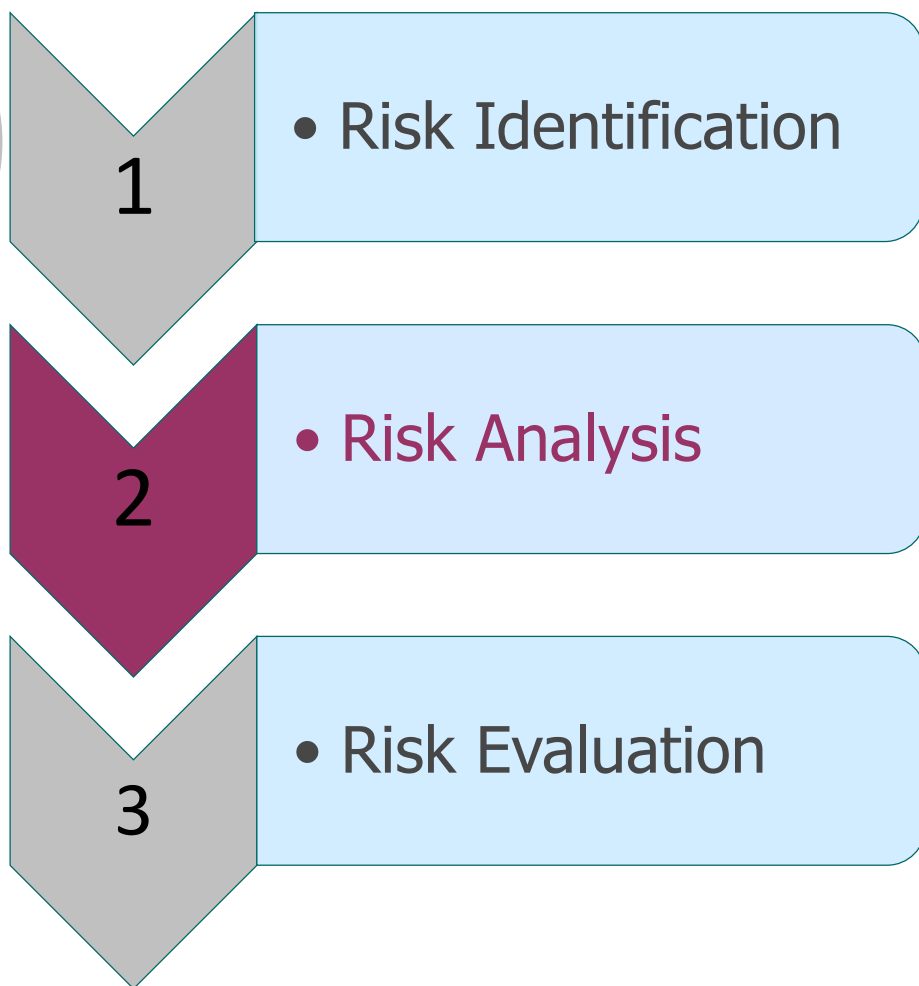 1
• Risk Identification
2
• Risk Analysis
3
• Risk Evaluation